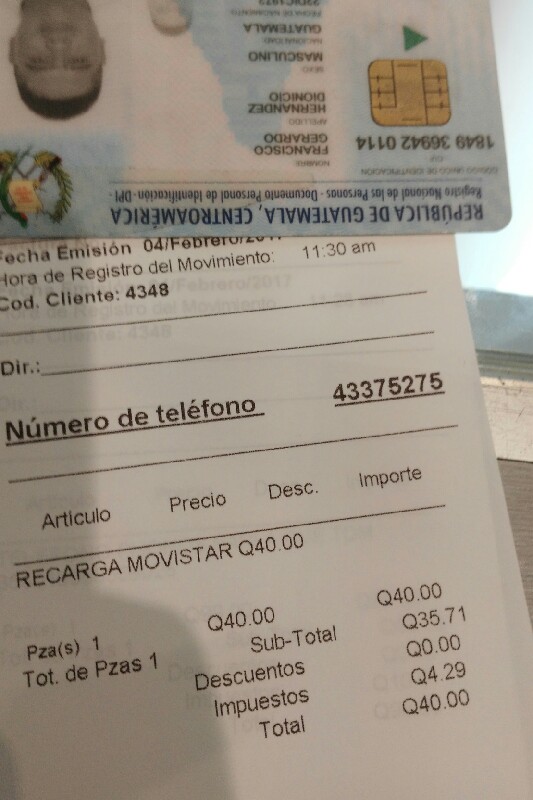 REPÚBLICA DE GUATEMALA, CENTROAMÉRICA
Registro Nacional de las Personas - Documento Personal de Identificación - DPI -
CÓDIGO ÚNICO DE IDENTIFICACIÓN
CUI
1849 36942 0114
NOMBRE
FRANCISCO
GERARDO
APELLIDO
HERNANDEZ
DIONICIO
SEXO
MASCULINO
NACIONALIDAD
GUATEMALA
FECHA DE NACIMIENTO
Fecha Emisión 04/Febrero/2017
Hora de Registro del Movimiento: 11:30 am
Cod. Cliente: 4348
Dir.:
Número de teléfono 43375275
Articulo Precio Desc. Importe
RECARGA MOVISTAR Q40.00
Pza(s) 1 Q40.00 Q40.00
Tot. de Pzas 1 Sub-Total Q35.71
Descuentos Q0.00
Impuestos Q4.29
Total Q40.00